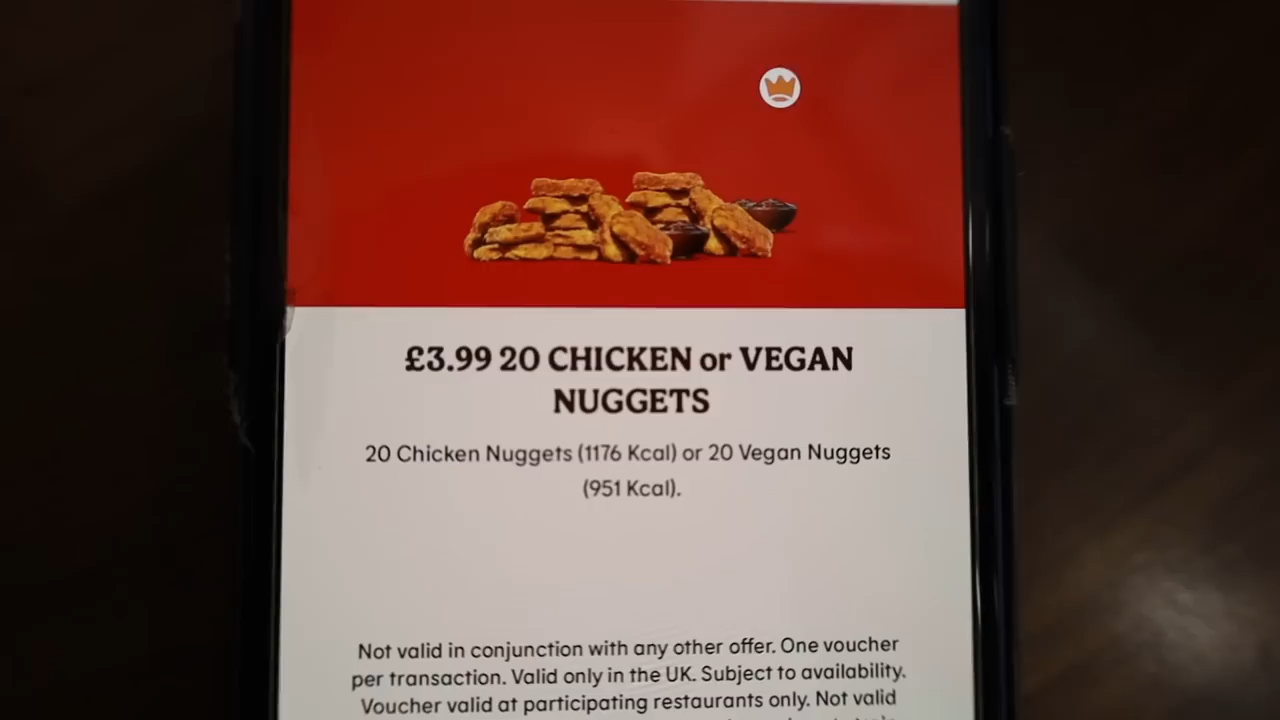 £3.99 20 CHICKEN or VEGAN
NUGGETS
20 Chicken Nuggets (1176 Kcal) or 20 Vegan Nuggets
(951 Kcal).
Not valid in conjunction with any other offer. One voucher
per transaction. Valid only in the UK. Subject to availability.
Voucher valid at participating restaurants only. Not valid